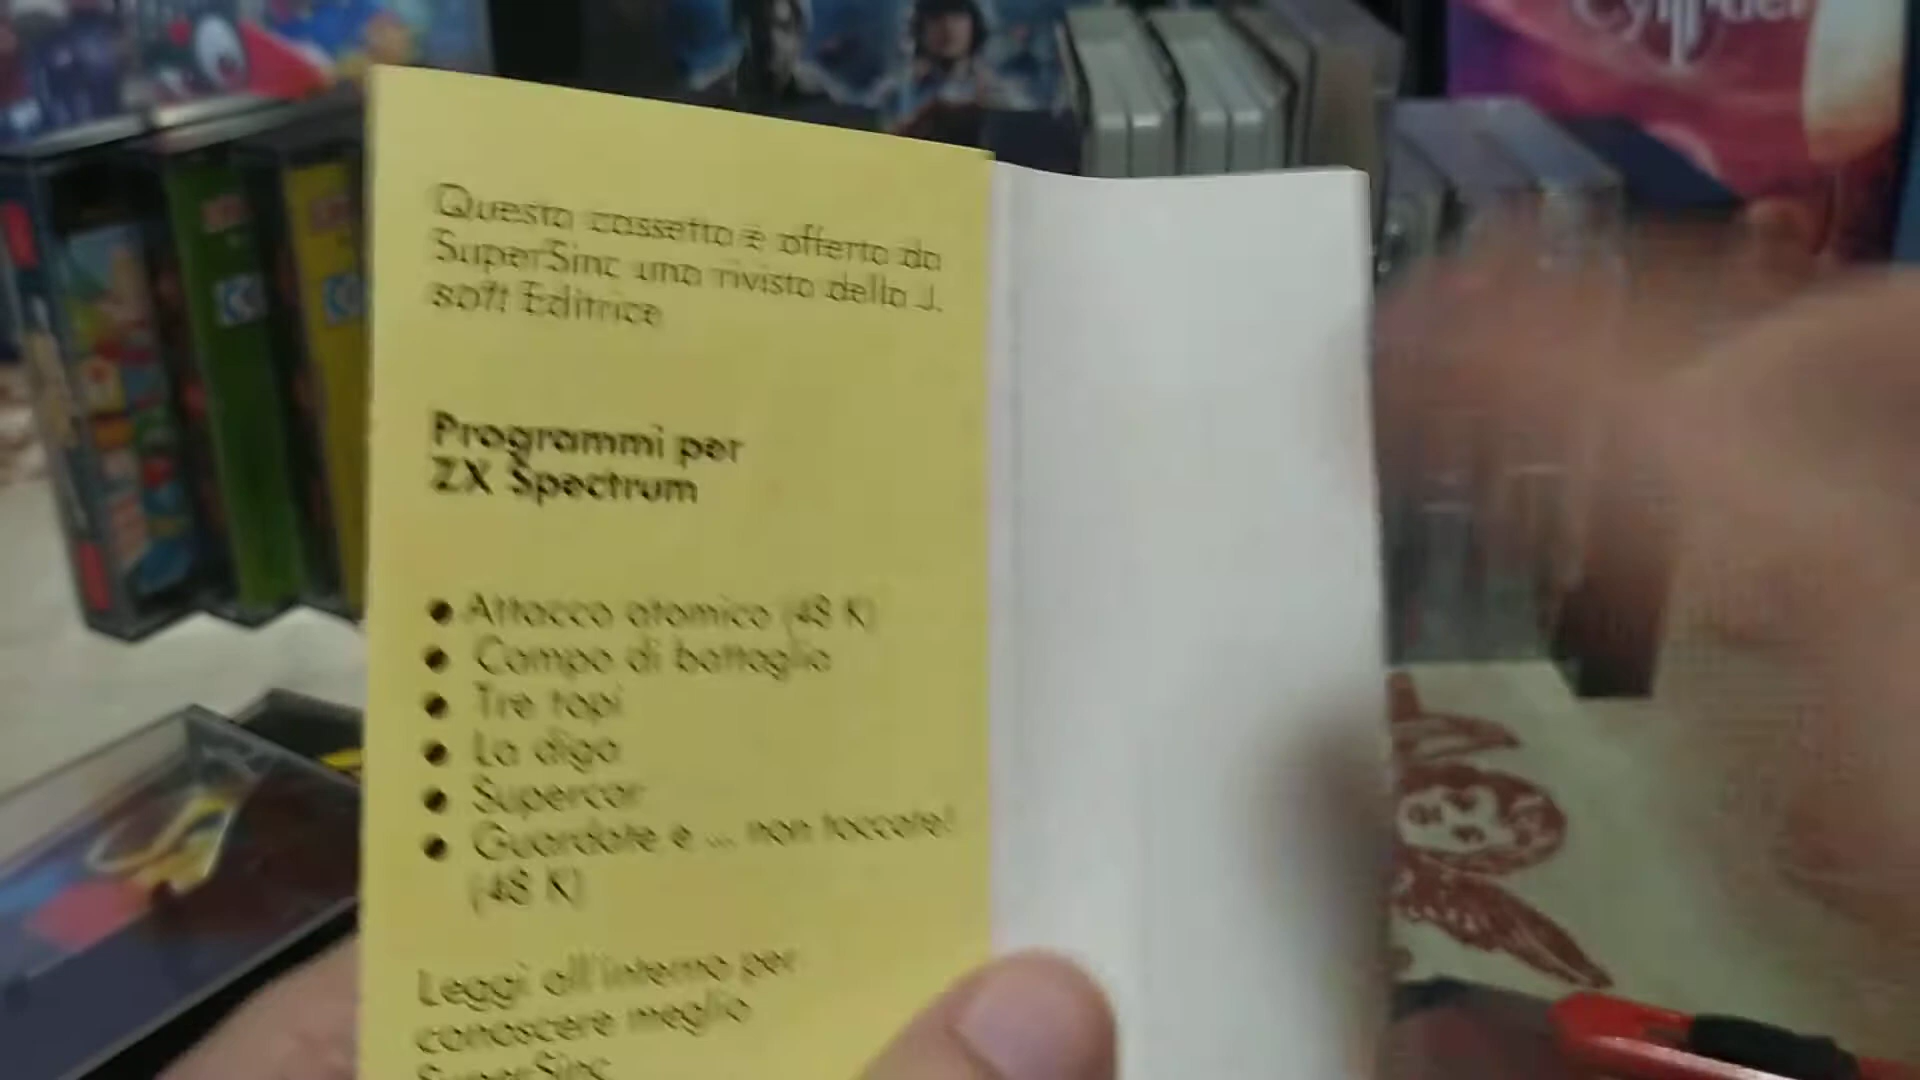 Questa cassetta è offerta da
SuperSinc una rivista della J.
soft Editrice
Programmi per
ZX Spectrum
● Attacco atomico (48 K)
● Campo di battaglia
● Tre topi
● La diga
● Supercar
● Guardate e ... non toccate!
(48 K)
Leggi all'interno per
conoscere meglio
SuperSinc